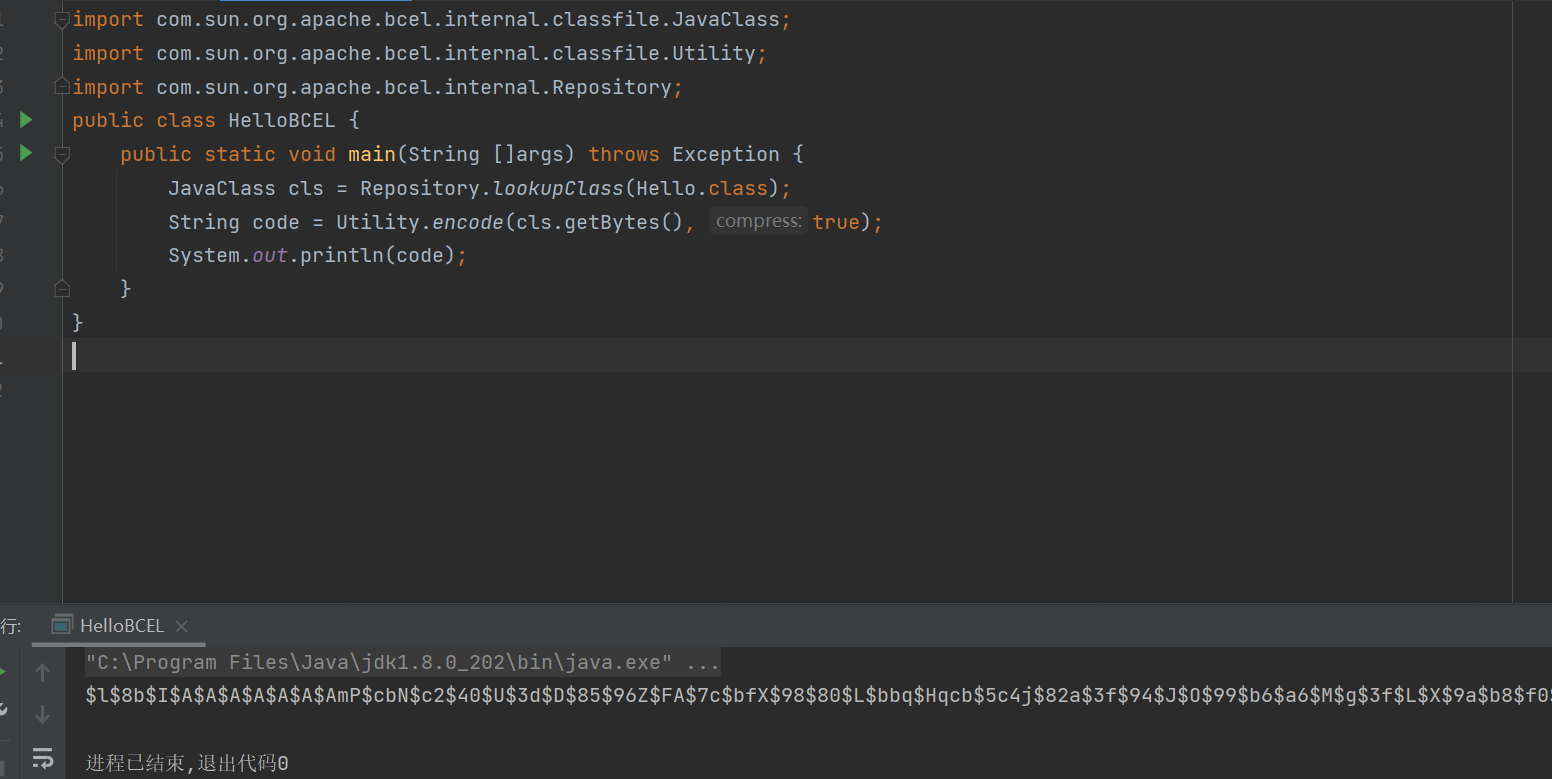 import com.sun.org.apache.bcel.internal.classfile.JavaClass;
import com.sun.org.apache.bcel.internal.classfile.Utility;
import com.sun.org.apache.bcel.internal.Repository;
public class HelloBCEL {
    public static void main(String []args) throws Exception {
        JavaClass cls = Repository.lookupClass(Hello.class);
        String code = Utility.encode(cls.getBytes(), compress: true);
        System.out.println(code);
    }
}
行: HelloBCEL
"C:\Program Files\Java\jdk1.8.0_202\bin\java.exe" ...
$l$8b$I$A$A$A$A$A$A$AmP$cbN$c2$40$U$3d$D$85$96Z$FA$7c$bfX$98$80$L$bbq$Hqcb$5c4j$82a$3f$94$J$O$99$b6$a6$M$g$3f$L$X$9a$b8$f0$
进程已结束,退出代码0